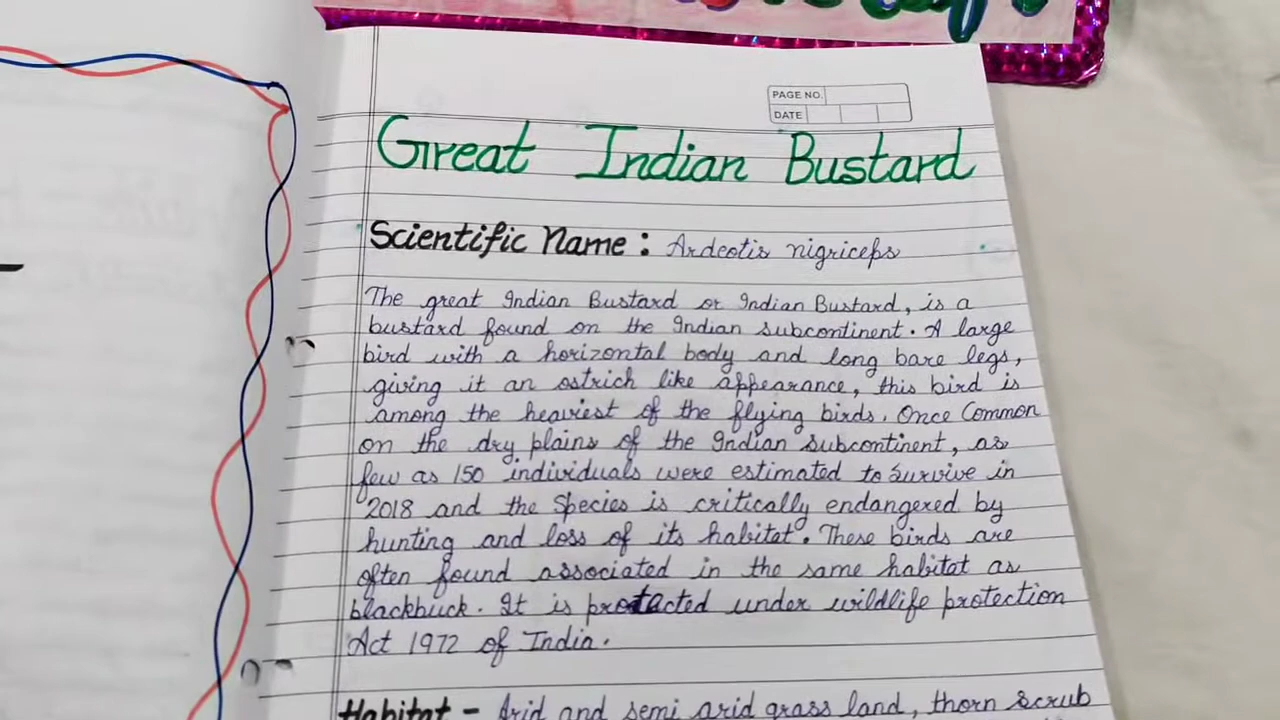 PAGE NO.
DATE
Great Indian Bustard
Scientific Name : Ardeotis nigriceps
The great Indian Bustard or Indian Bustard, is a
bustard found on the Indian subcontinent. A large
bird with a horizontal body and long bare legs,
giving it an ostrich like appearance, this bird is
among the heaviest of the flying birds. Once Common
on the dry plains of the Indian subcontinent, as
few as 150 individuals were estimated to Survive in
2018 and the Species is critically endangered by
hunting and loss of its habitat. These birds are
often found associated in the same habitat as
blackbuck. It is protacted under wildlife protection
Act 1972 of India.
Habitat - Arid and semi arid grass land, thorn scrub